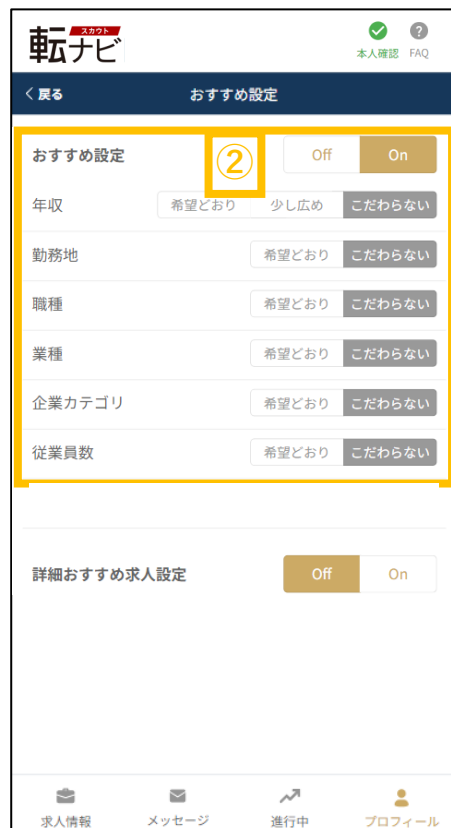 スカウト
転ナビ
本人確認 FAQ
< 戻る おすすめ設定
おすすめ設定 ② Off On
年収 希望どおり 少し広め こだわらない
勤務地 希望どおり こだわらない
職種 希望どおり こだわらない
業種 希望どおり こだわらない
企業カテゴリ 希望どおり こだわらない
従業員数 希望どおり こだわらない
詳細おすすめ求人設定 Off On
求人情報 メッセージ 進行中 プロフィール